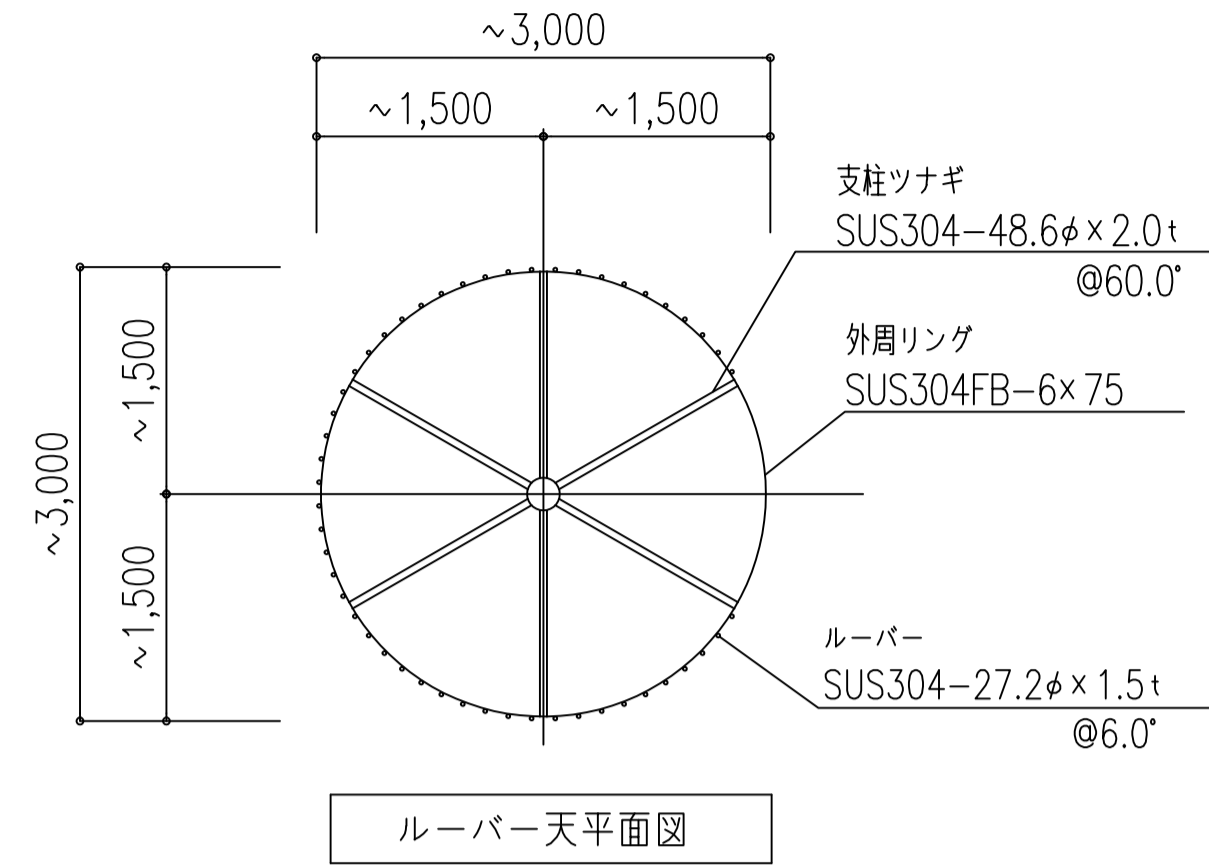 ~3,000
~1,500
~1,500
支柱ツナギ
SUS304-48.6φ×2.0t
@60.0°
外周リング
SUS304FB-6×75
~3,000
~1,500
~1,500
ルーバー
SUS304-27.2φ×1.5t
@6.0°
ルーバー天平面図